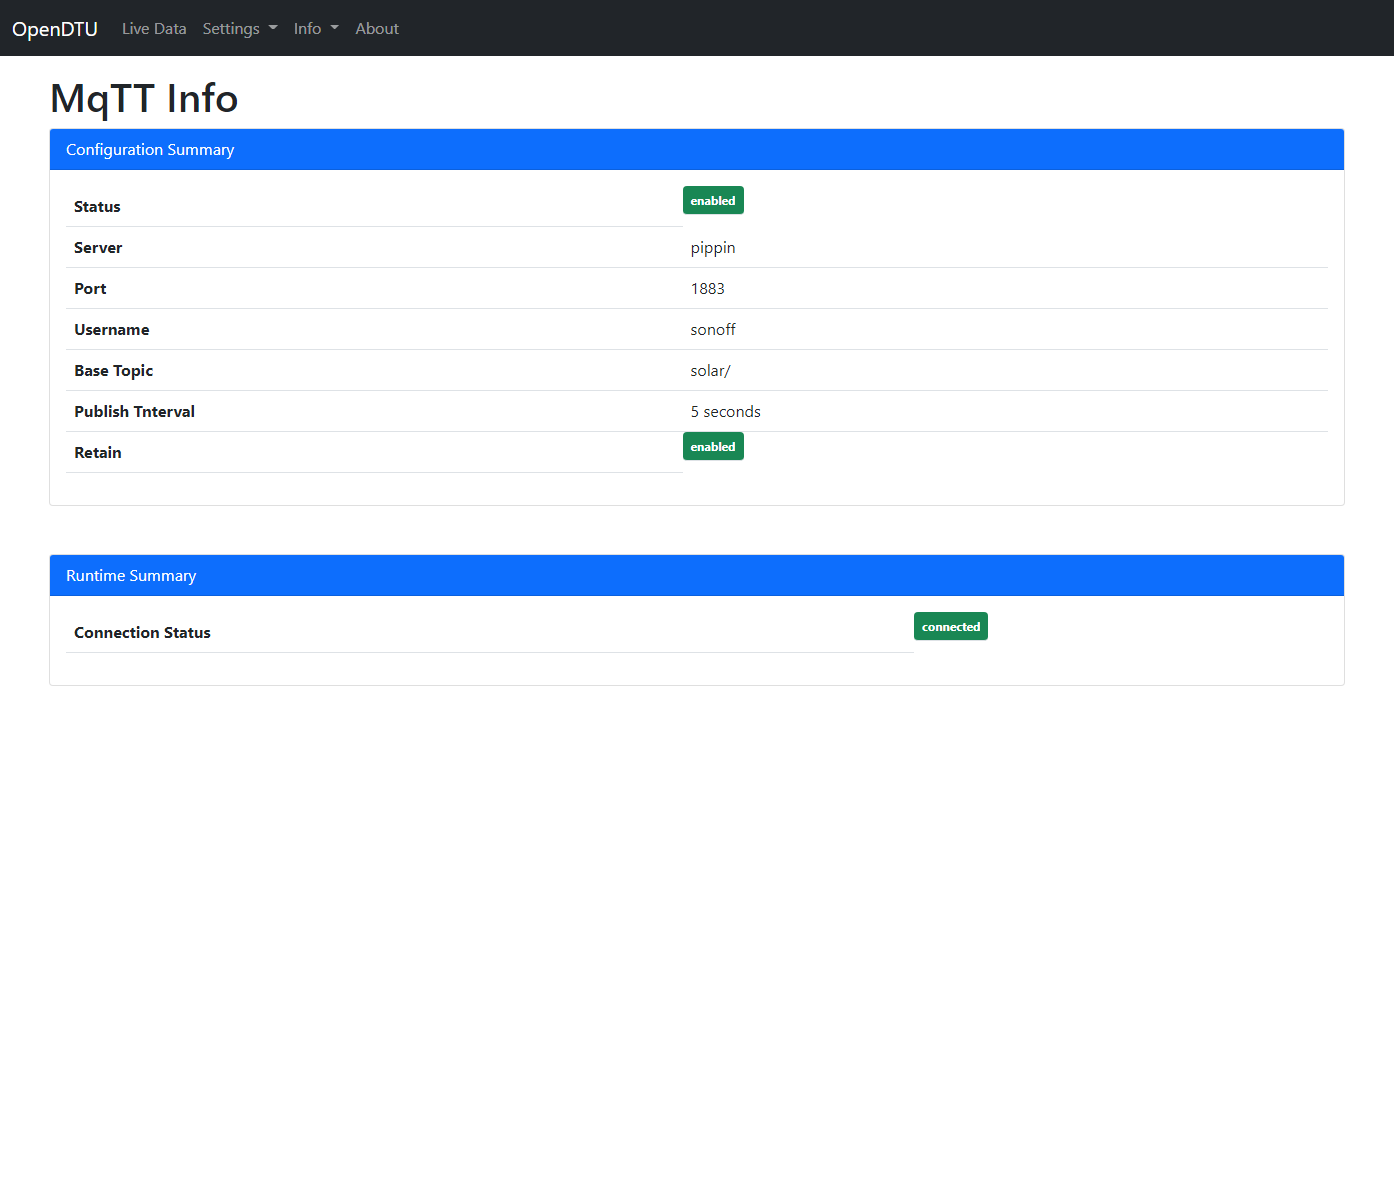 OpenDTU Live Data Settings Info About
MqTT Info
Configuration Summary
Status enabled
Server pippin
Port 1883
Username sonoff
Base Topic solar/
Publish Tnterval 5 seconds
Retain enabled
Runtime Summary
Connection Status connected